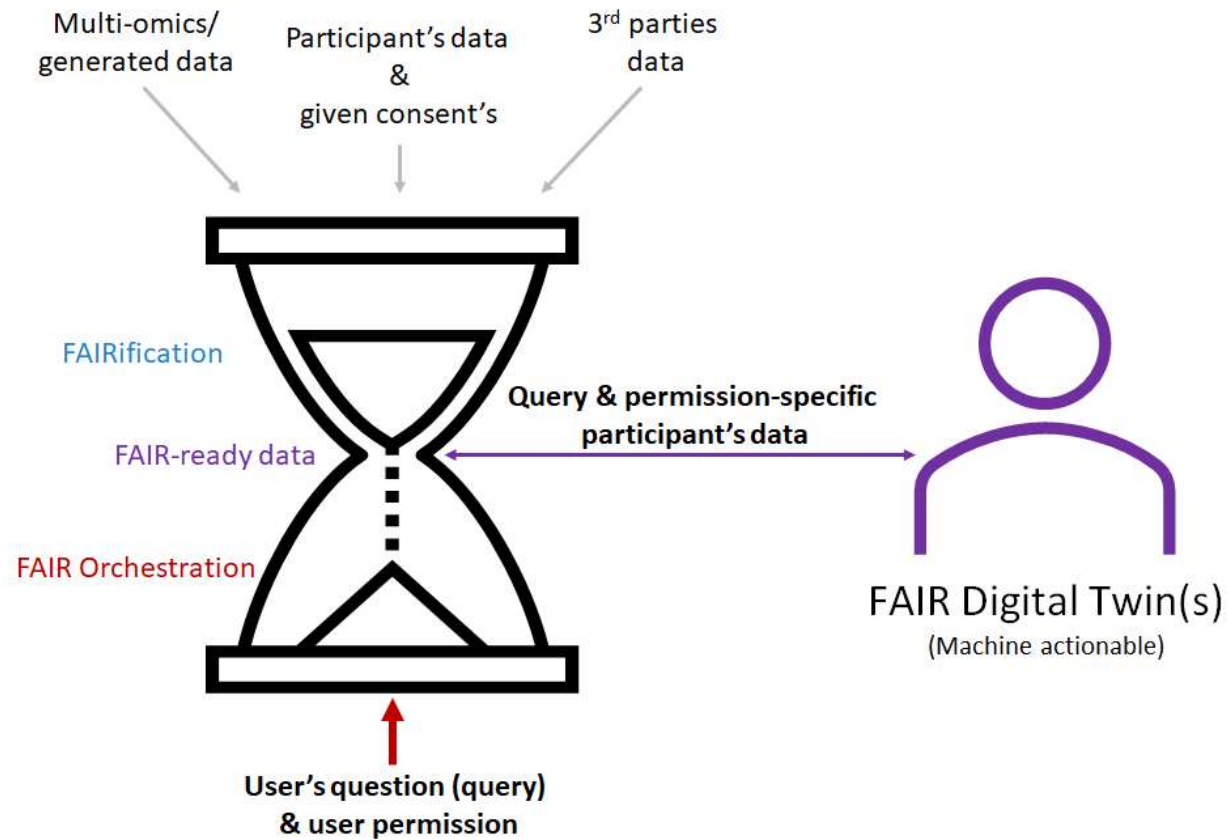 Multi-omics/
generated data
Participant's data
&
given consent's
3rd parties
data
FAIRification
FAIR-ready data
FAIR Orchestration
Query & permission-specific
participant's data
FAIR Digital Twin(s)
(Machine actionable)
User's question (query)
& user permission